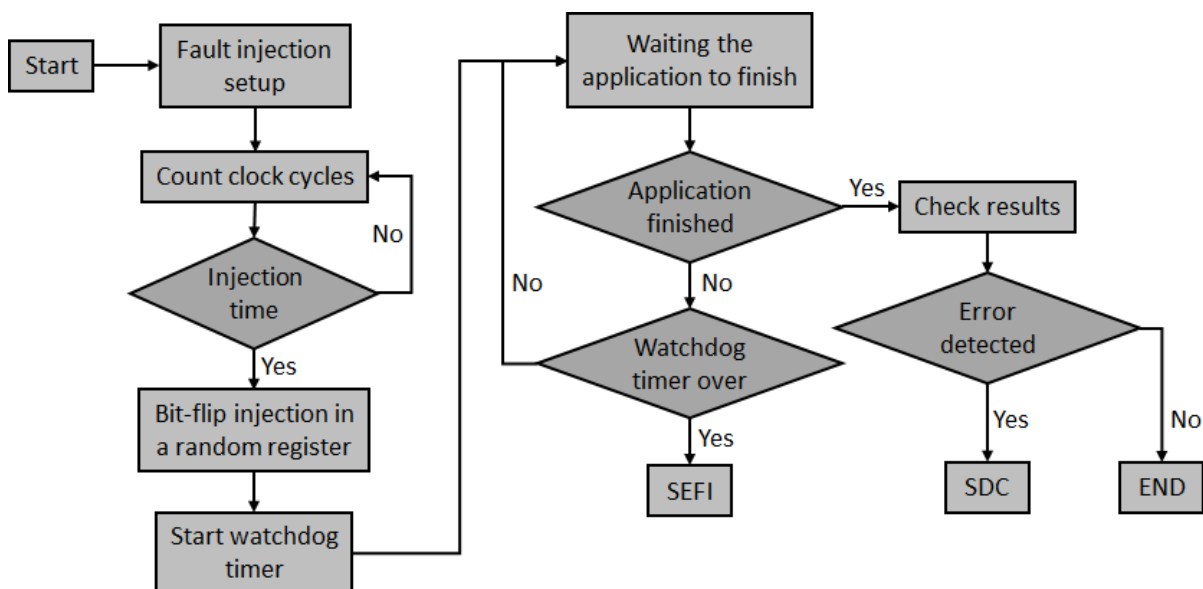 Start
Fault injection
setup
Count clock cycles
No
Injection
time
Yes
Bit-flip injection in
a random register
Start watchdog
timer
Waiting the
application to finish
Application
finished
Yes
No
No
Watchdog
timer over
Yes
SEFI
Check results
Error
detected
Yes
No
SDC
END